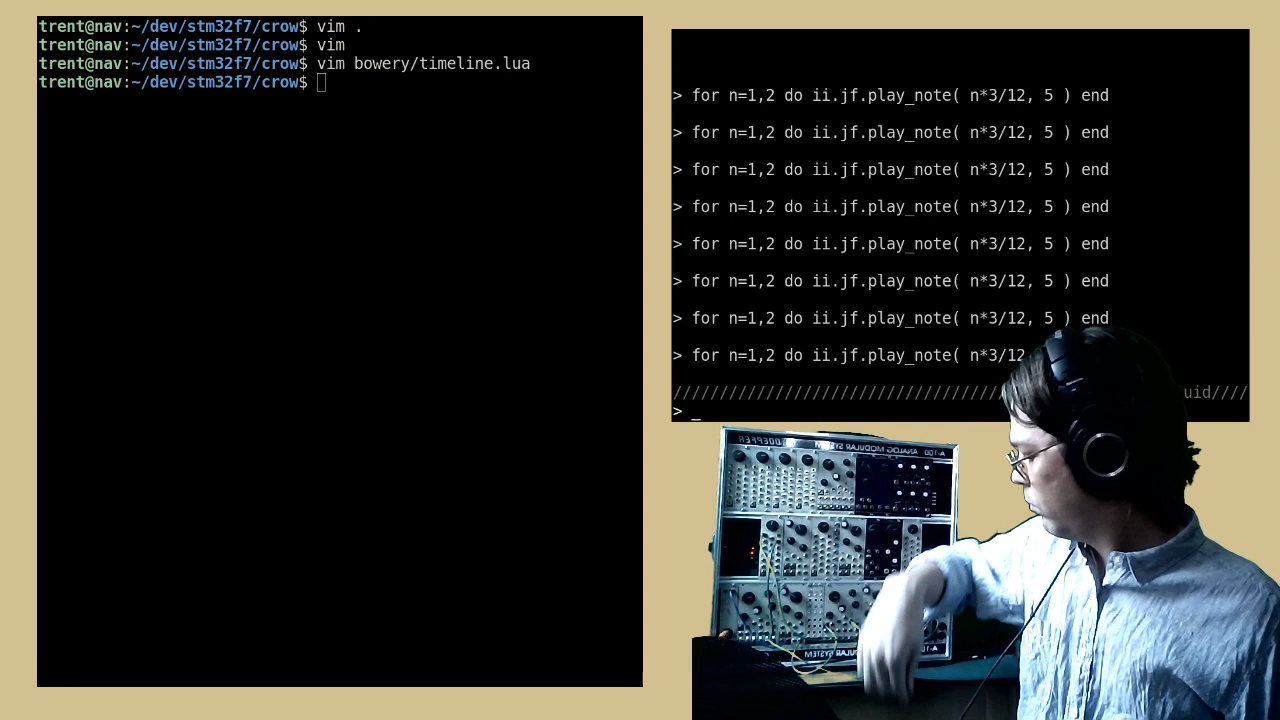 trent@nav:~/dev/stm32f7/crow$ vim .
trent@nav:~/dev/stm32f7/crow$ vim
trent@nav:~/dev/stm32f7/crow$ vim bowery/timeline.lua
trent@nav:~/dev/stm32f7/crow$
> for n=1,2 do ii.jf.play_note( n*3/12, 5 ) end
> for n=1,2 do ii.jf.play_note( n*3/12, 5 ) end
> for n=1,2 do ii.jf.play_note( n*3/12, 5 ) end
> for n=1,2 do ii.jf.play_note( n*3/12, 5 ) end
> for n=1,2 do ii.jf.play_note( n*3/12, 5 ) end
> for n=1,2 do ii.jf.play_note( n*3/12, 5 ) end
> for n=1,2 do ii.jf.play_note( n*3/12, 5 ) end
> for n=1,2 do ii.jf.play_note( n*3/12
/////////////////////////////////// uid////
> _
DOEPFER A-100 ANALOG MODULAR SYSTEM